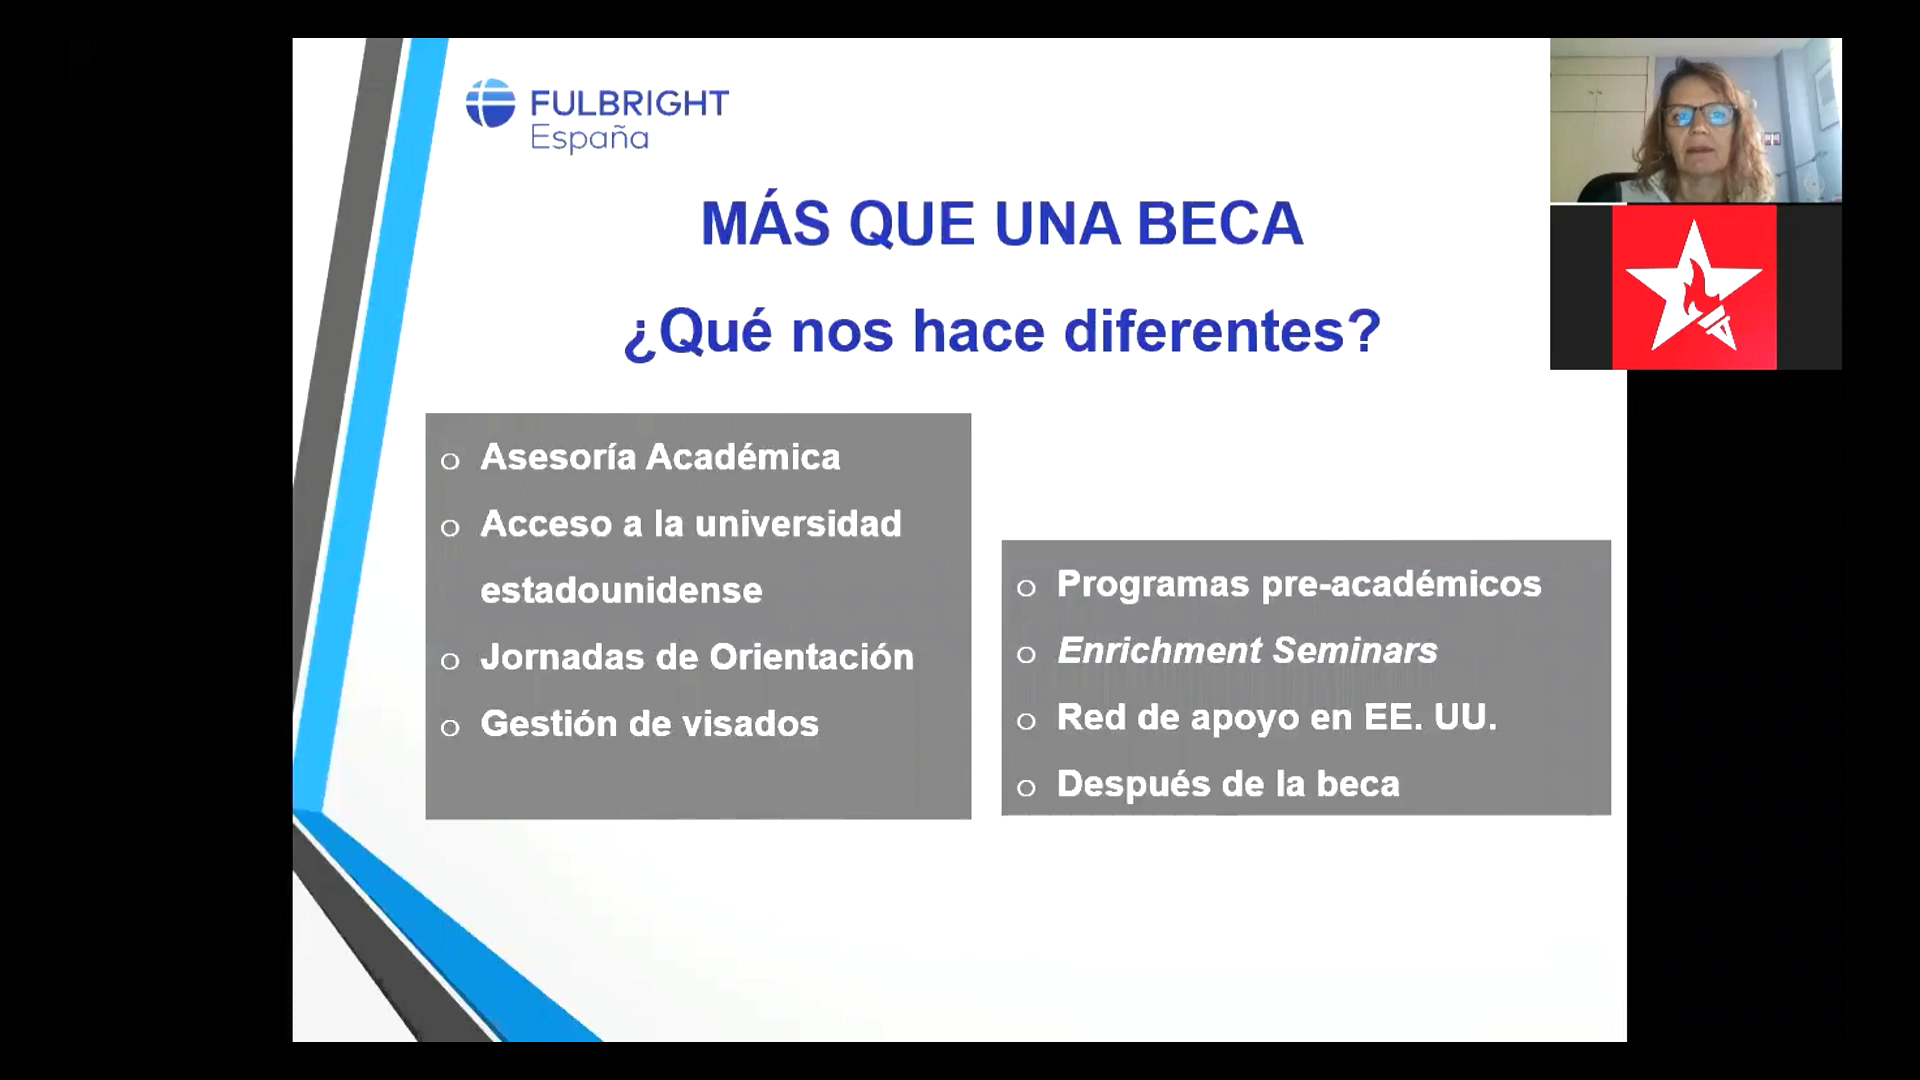 FULBRIGHT
España
MÁS QUE UNA BECA
¿Qué nos hace diferentes?
o Asesoría Académica
o Acceso a la universidad
estadounidense
o Jornadas de Orientación
o Gestión de visados
o Programas pre-académicos
o Enrichment Seminars
o Red de apoyo en EE. UU.
o Después de la beca